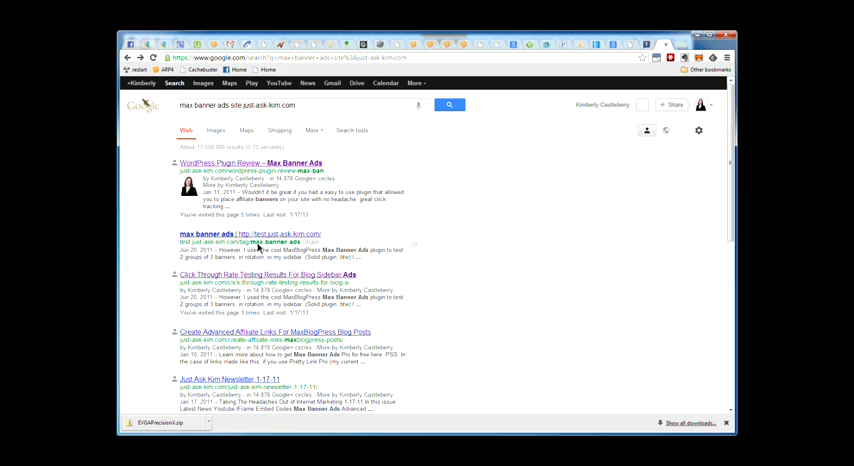 https://www.google.com/search?q=max+banner+ads+site%3Ajust-ask-kim.com
restart ARP4 Cachebuster Home Home Other bookmarks
+Kimberly Search Images Maps Play YouTube News Gmail Drive Calendar More
Google max banner ads site just-ask-kim.com Kimberly Castleberry + Share
Web Images Maps Shopping More Search tools
WordPress Plugin Review – Max Banner Ads
just-ask-kim.com/wordpress-plugin-review-max-ban
by Kimberly Castleberry - in 14,878 Google+ circles -
More by Kimberly Castleberry
Jan 11, 2011 – Wouldn't it be great if you had a easy to use plugin that allowed
you to place affiliate banners on your site with no headache, great click
tracking ...
You've visited this page 5 times. Last visit: 1/17/13
max banner ads | http://test.just-ask-kim.com/
test.just-ask-kim.com/tag/max-banner-ads Share
Jun 20, 2011 – However, I used the cool MaxBlogPress Max Banner Ads plugin to test
2 groups of 3 banners, in rotation, in my sidebar. (Solid plugin, btw) I ...
Click Through Rate Testing Results For Blog Sidebar Ads
just-ask-kim.com/click-through-rate-testing-results-for-blog-si
by Kimberly Castleberry - in 14,878 Google+ circles - More by Kimberly Castleberry
Jun 20, 2011 – However, I used the cool MaxBlogPress Max Banner Ads plugin to test
2 groups of 3 banners, in rotation, in my sidebar. (Solid plugin, btw) I ...
You've visited this page 3 times. Last visit: 1/17/13
Create Advanced Affiliate Links For MaxBlogPress Blog Posts
just-ask-kim.com/create-affiliate-links-maxblogpress-posts/
by Kimberly Castleberry - in 14,878 Google+ circles - More by Kimberly Castleberry
Jan 10, 2011 – Learn more about how to get Max Banner Ads Pro for free here. PSS. In
the case of links made like this, if you use Pretty Link Pro (my current ...
Just Ask Kim Newsletter 1-17-11
just-ask-kim.com/just-ask-kim-newsletter-1-17-11/
by Kimberly Castleberry - in 14,878 Google+ circles - More by Kimberly Castleberry
Jan 17, 2011 – Taking The Headaches Out of Internet Marketing 1-17-11 In this issue
Latest News Youtube IFrame Embed Codes Max Banner Ads Advanced ...
EVGAPrecisionX.zip Show all downloads...